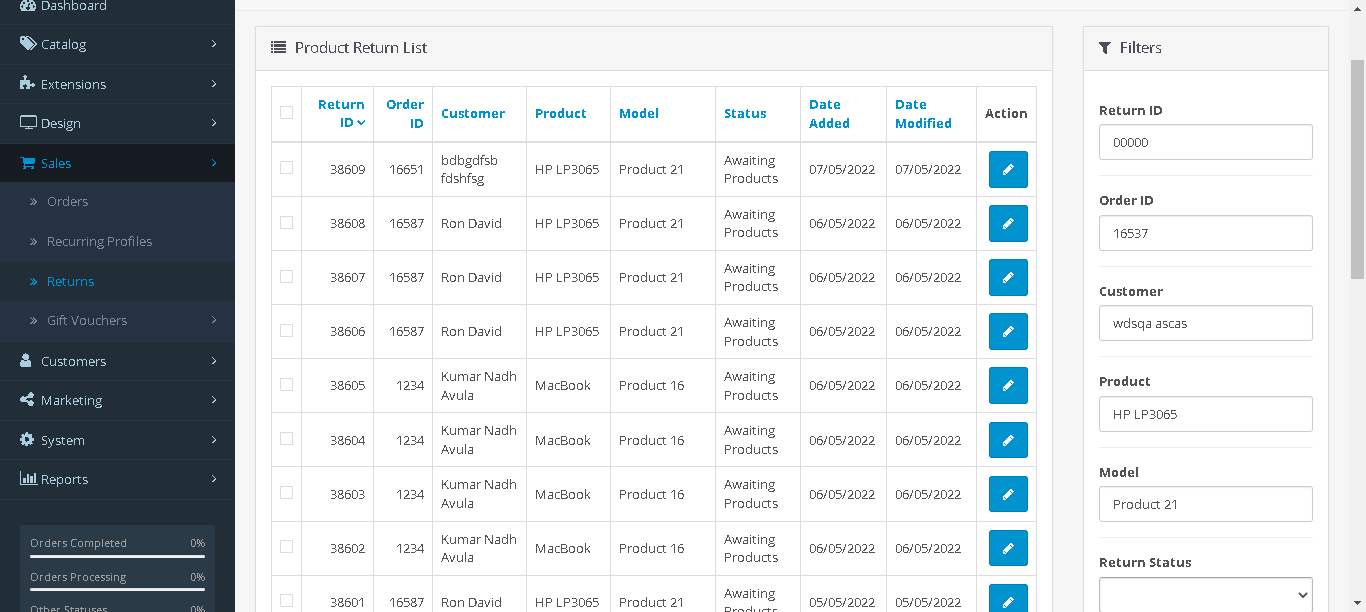 Dashboard
Catalog
Extensions
Design
Sales
Orders
Recurring Profiles
Returns
Gift Vouchers
Customers
Marketing
System
Reports
Orders Completed 0%
Orders Processing 0%
Other Statuses 0%
Product Return List
Return ID Order ID Customer Product Model Status Date Added Date Modified Action
38609 16651 bdbgdfsb fdshfsg HP LP3065 Product 21 Awaiting Products 07/05/2022 07/05/2022
38608 16587 Ron David HP LP3065 Product 21 Awaiting Products 06/05/2022 06/05/2022
38607 16587 Ron David HP LP3065 Product 21 Awaiting Products 06/05/2022 06/05/2022
38606 16587 Ron David HP LP3065 Product 21 Awaiting Products 06/05/2022 06/05/2022
38605 1234 Kumar Nadh Avula MacBook Product 16 Awaiting Products 06/05/2022 06/05/2022
38604 1234 Kumar Nadh Avula MacBook Product 16 Awaiting Products 06/05/2022 06/05/2022
38603 1234 Kumar Nadh Avula MacBook Product 16 Awaiting Products 06/05/2022 06/05/2022
38602 1234 Kumar Nadh Avula MacBook Product 16 Awaiting Products 06/05/2022 06/05/2022
38601 16587 Ron David HP LP3065 Product 21 Awaiting Products 05/05/2022 05/05/2022
Filters
Return ID
00000
Order ID
16537
Customer
wdsqa ascas
Product
HP LP3065
Model
Product 21
Return Status